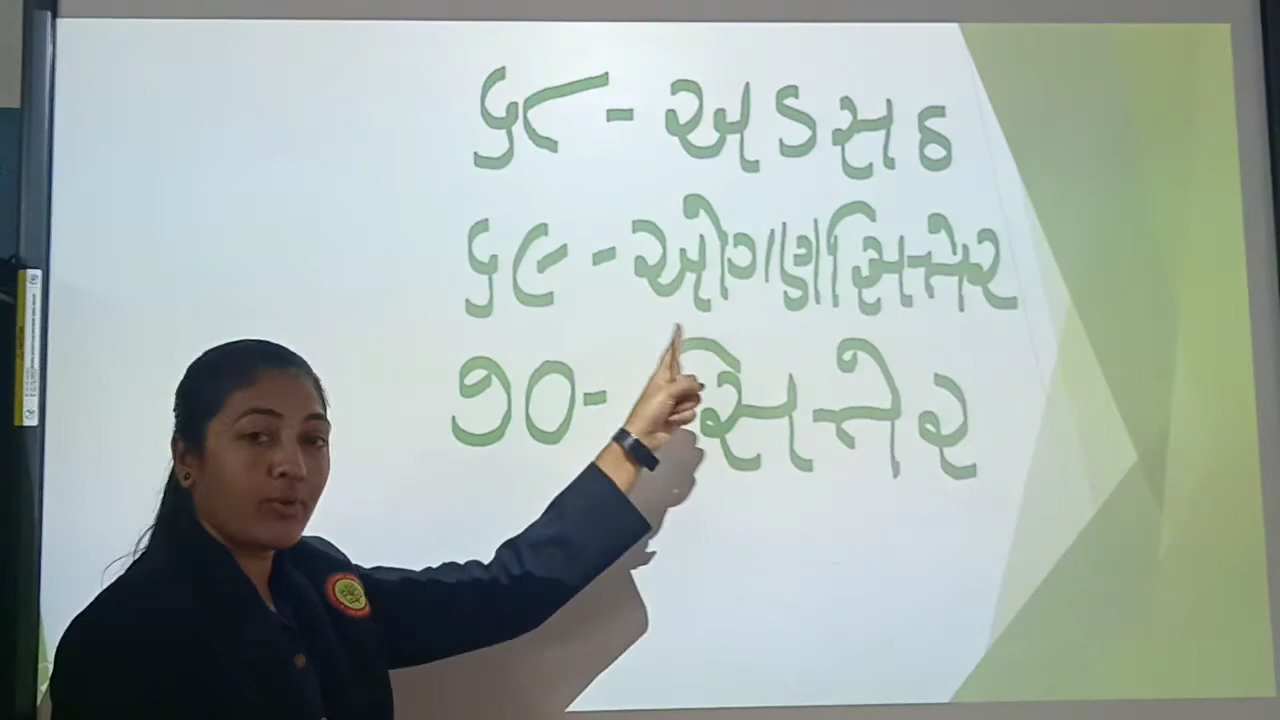 ૬૮ - અડસઠ
૬૯ - ઓગણસિત્તેર
૭૦ - સિત્તેર